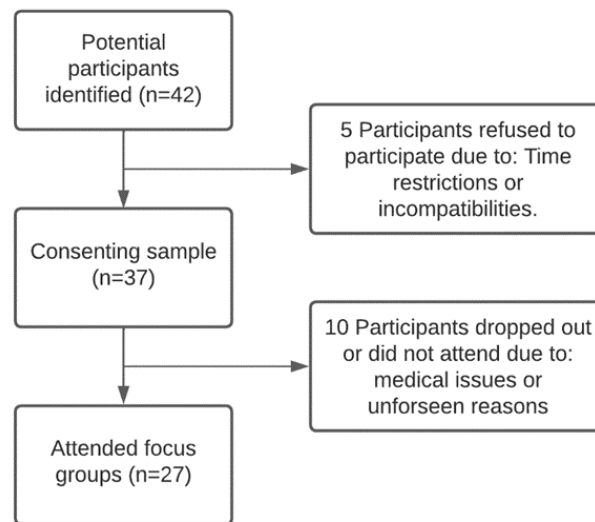 Potential
participants
identified (n=42)
5 Participants refused to
participate due to: Time
restrictions or
incompatibilities.
Consenting sample
(n=37)
10 Participants dropped out
or did not attend due to:
medical issues or
unforseen reasons
Attended focus
groups (n=27)